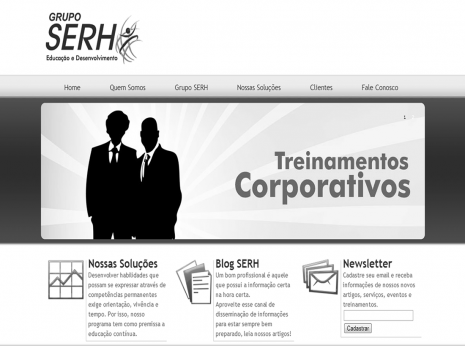 GRUPO
SERH
Educação e Desenvolvimento
Home
Quem Somos
Grupo SERH
Nossas Soluções
Clientes
Fale Conosco
1
Treinamentos
Corporativos
Nossas Soluções
Desenvolver habilidades que
possam se expressar através de
competências permanentes
exige orientação, vivência e
tempo. Por isso, nosso
programa tem como premissa a
educação contínua.
Blog SERH
Um bom profissional é aquele
que possui a informação certa
na hora certa.
Aproveite esse canal de
disseminação de informações
para estar sempre bem
preparado, leia nossos artigos!
Newsletter
Cadastre seu email e receba
informações de nossos novos
artigos, serviços, eventos e
treinamentos.
Cadastrar